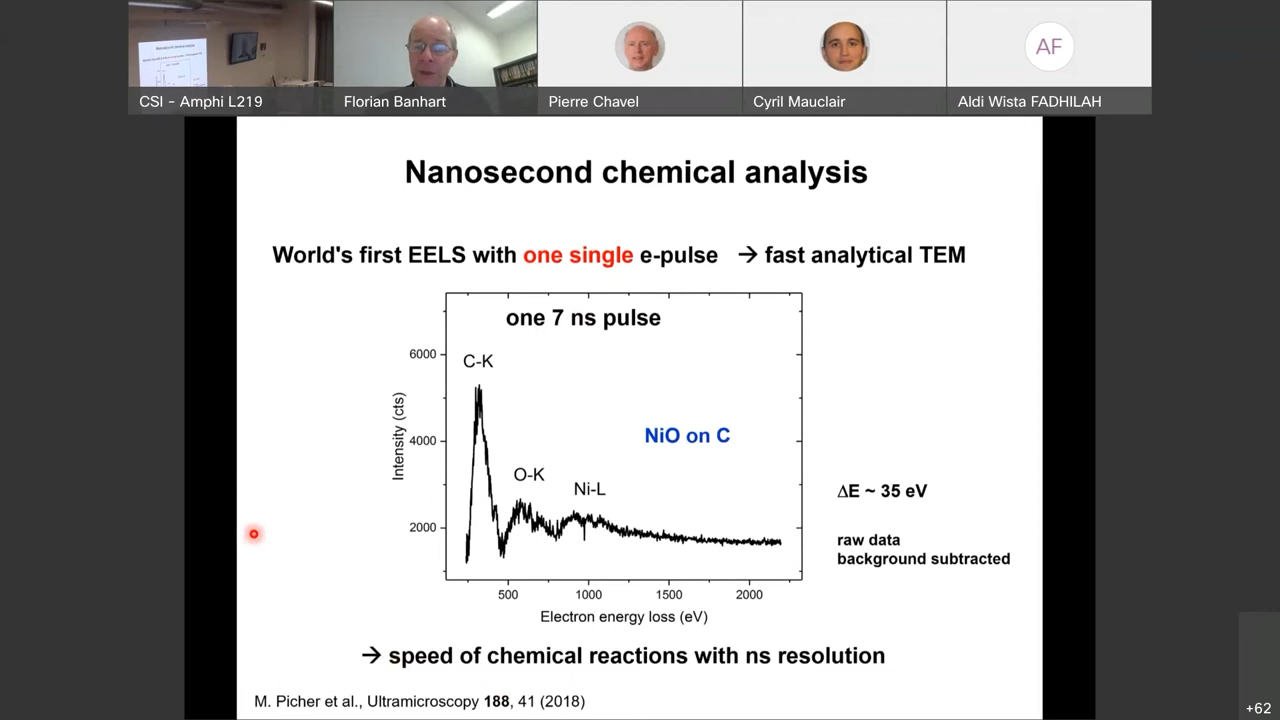 CSI - Amphi L219
Florian Banhart
Pierre Chavel
Cyril Mauclair
AF
Aldi Wista FADHILAH
Nanosecond chemical analysis
World's first EELS with one single e-pulse → fast analytical TEM
one 7 ns pulse
6000
C-K
Intensity (cts)
4000
NiO on C
O-K
Ni-L
ΔE ~ 35 eV
2000
raw data
background subtracted
500
1000
1500
2000
Electron energy loss (eV)
→ speed of chemical reactions with ns resolution
M. Picher et al., Ultramicroscopy 188, 41 (2018)
+62